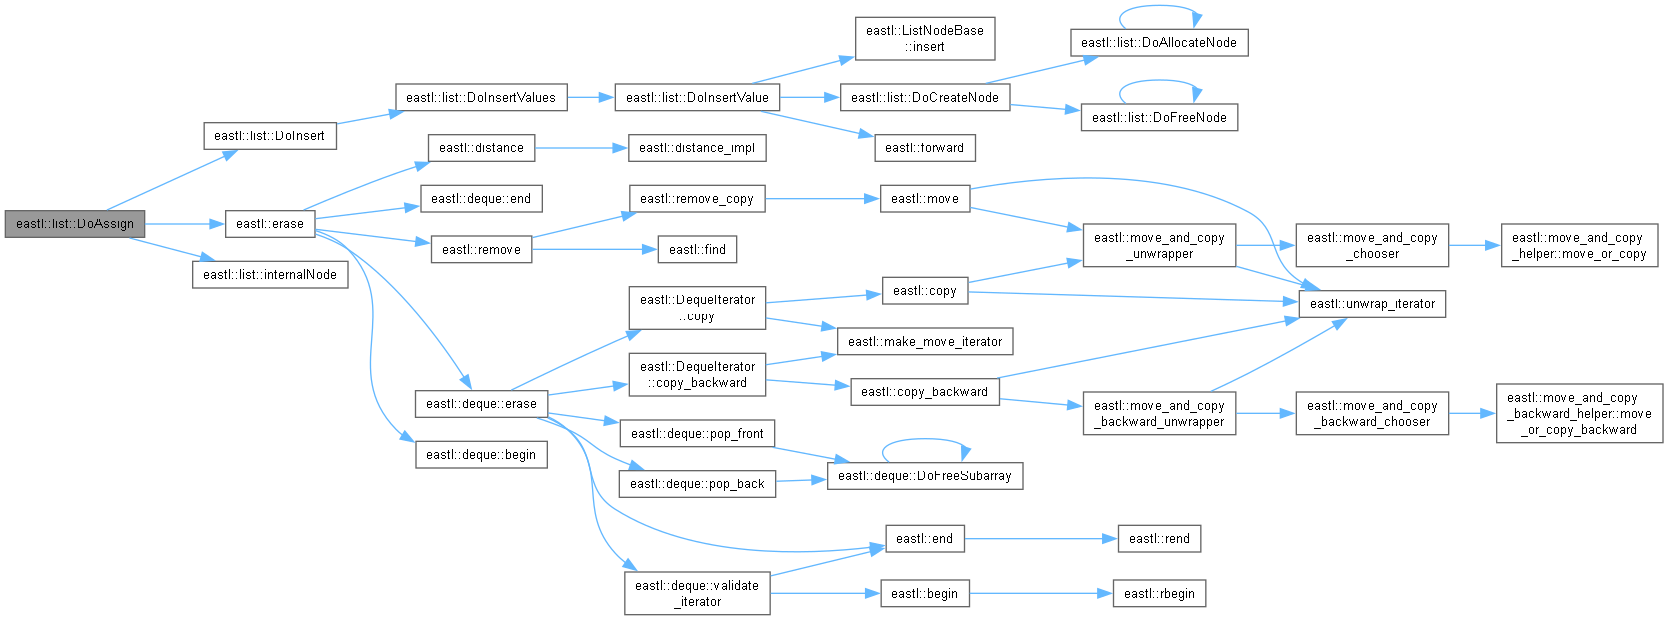 eastl::list::DoAssign
eastl::list::DoInsert
eastl::erase
eastl::list::internalNode
eastl::list::DoInsertValues
eastl::distance
eastl::deque::end
eastl::remove
eastl::deque::erase
eastl::deque::begin
eastl::list::DoInsertValue
eastl::distance_impl
eastl::remove_copy
eastl::find
eastl::DequeIterator
::copy
eastl::DequeIterator
::copy_backward
eastl::deque::pop_front
eastl::deque::pop_back
eastl::deque::validate
_iterator
eastl::ListNodeBase
::insert
eastl::list::DoCreateNode
eastl::forward
eastl::move
eastl::copy
eastl::make_move_iterator
eastl::copy_backward
eastl::deque::DoFreeSubarray
eastl::end
eastl::begin
eastl::list::DoAllocateNode
eastl::list::DoFreeNode
eastl::move_and_copy
_unwrapper
eastl::move_and_copy
_backward_unwrapper
eastl::rend
eastl::rbegin
eastl::move_and_copy
_chooser
eastl::unwrap_iterator
eastl::move_and_copy
_backward_chooser
eastl::move_and_copy
_helper::move_or_copy
eastl::move_and_copy
_backward_helper::move
_or_copy_backward